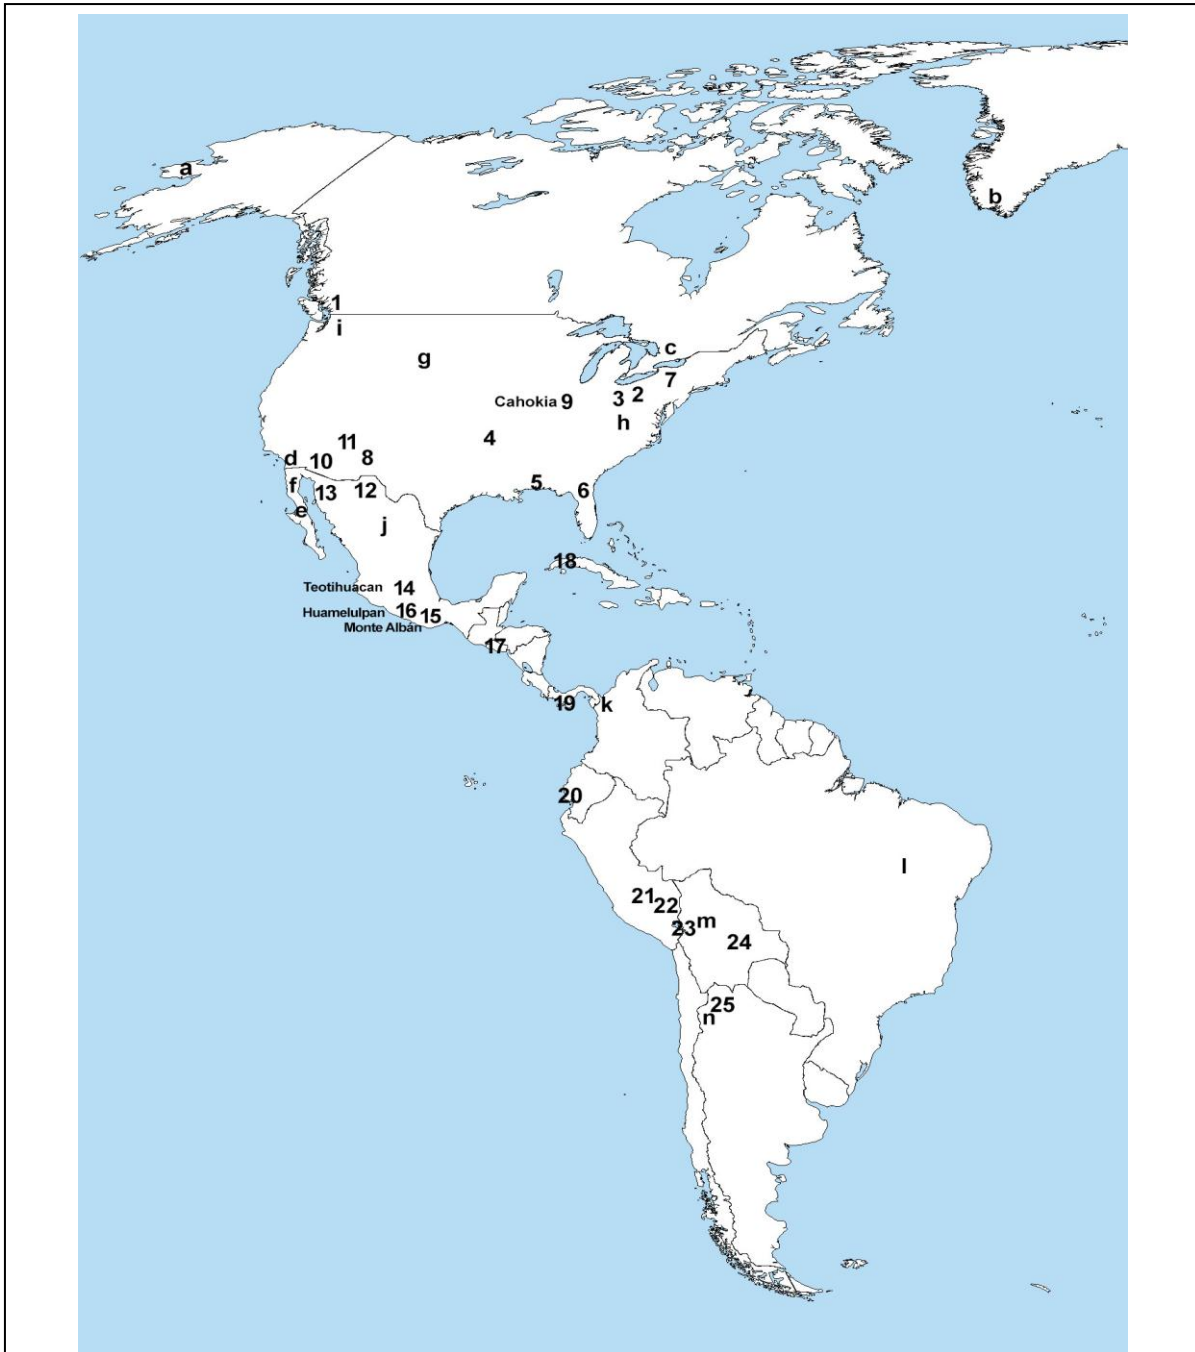 a
b
1
i
c
g
7
Cahokia 9
3 2
h
4
11
d 10 8
f 13 12
5
6
e
j
18
Teotihuacan 14
Huamelulpan 16 15
Monte Albán
17
19 k
20
l
21
22
23 m
24
25
n